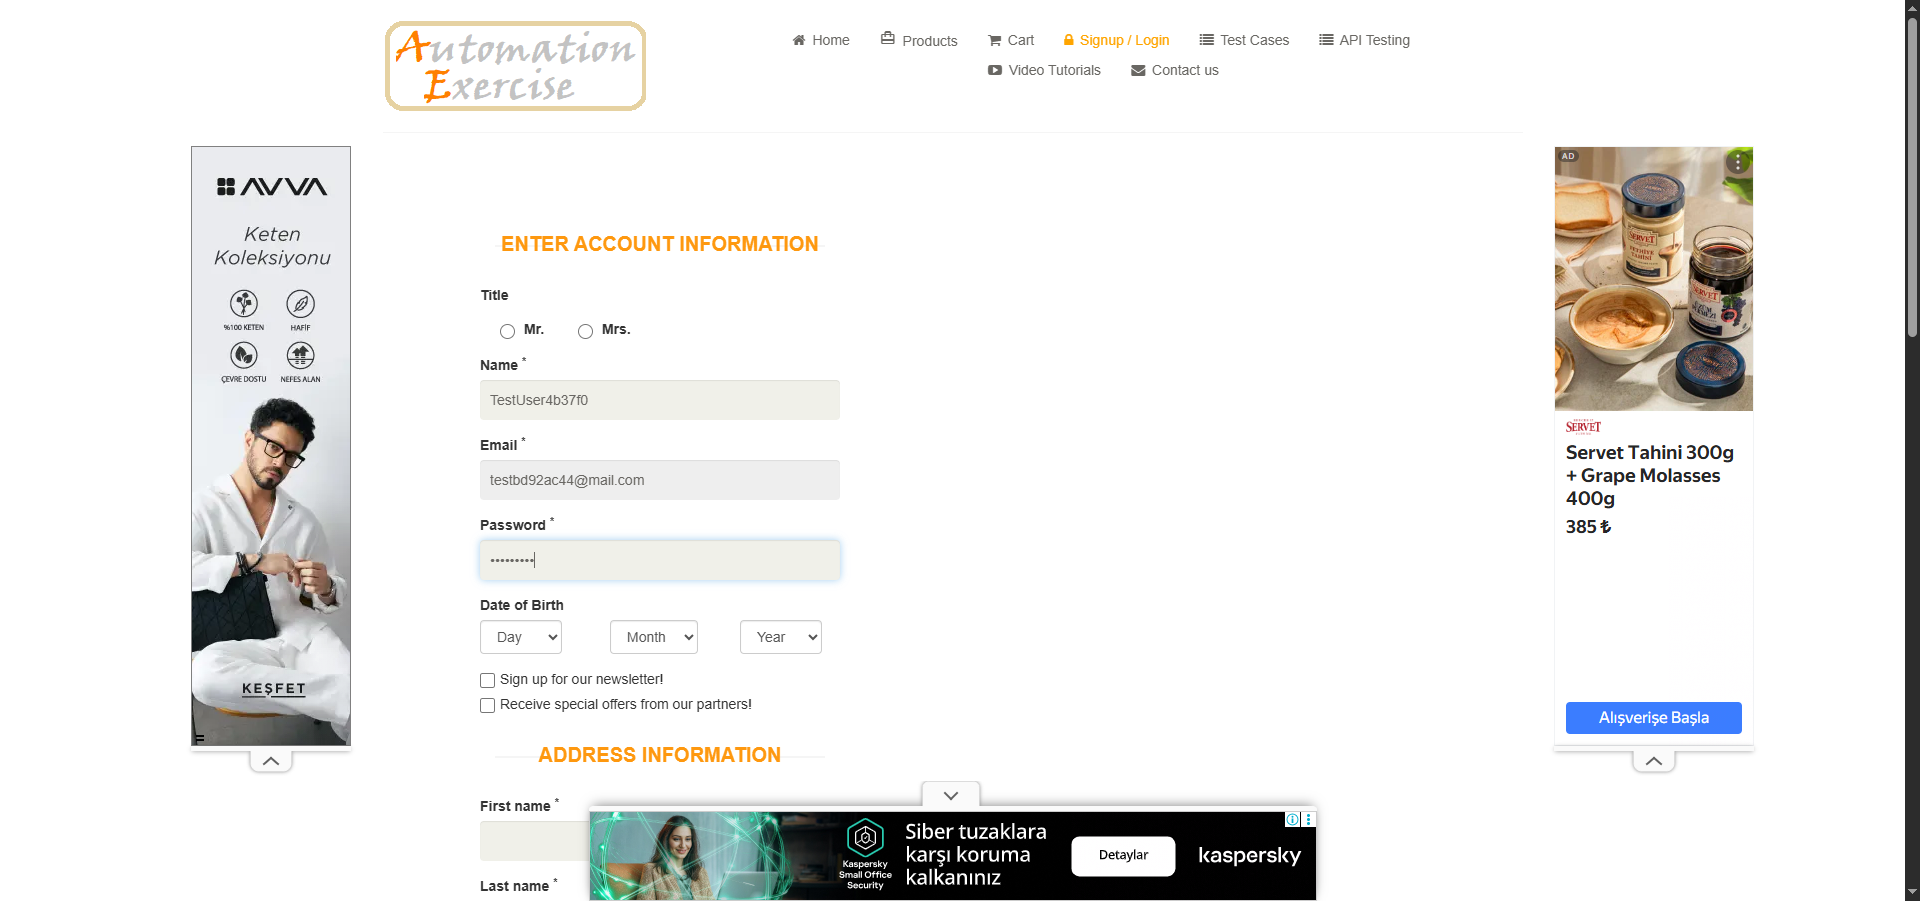 Automation
Exercise
Home
Products
Cart
Signup / Login
Test Cases
API Testing
Video Tutorials
Contact us
AVVA
Keten
Koleksiyonu
%100 KETEN
HAFİF
ÇEVRE DOSTU
NEFES ALAN
KEŞFET
ENTER ACCOUNT INFORMATION
Title
Mr.
Mrs.
Name *
TestUser4b37f0
Email *
testbd92ac44@mail.com
Password *
•••••••••
Date of Birth
Day
Month
Year
Sign up for our newsletter!
Receive special offers from our partners!
ADDRESS INFORMATION
First name *
Last name *
AD
SERVET
SERVET
SERVET
Servet Tahini 300g
+ Grape Molasses
400g
385 ₺
Alışverişe Başla
Kaspersky
Small Office
Security
Siber tuzaklara
karşı koruma
kalkanınız
Detaylar
kaspersky